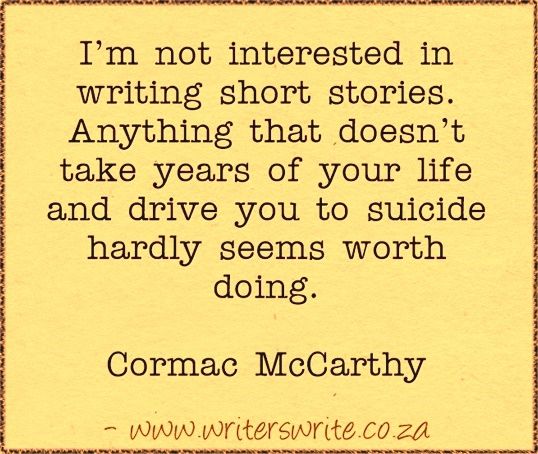 I’m not interested in
writing short stories.
Anything that doesn’t
take years of your life
and drive you to suicide
hardly seems worth
doing.
Cormac McCarthy
- www.writerswrite.co.za